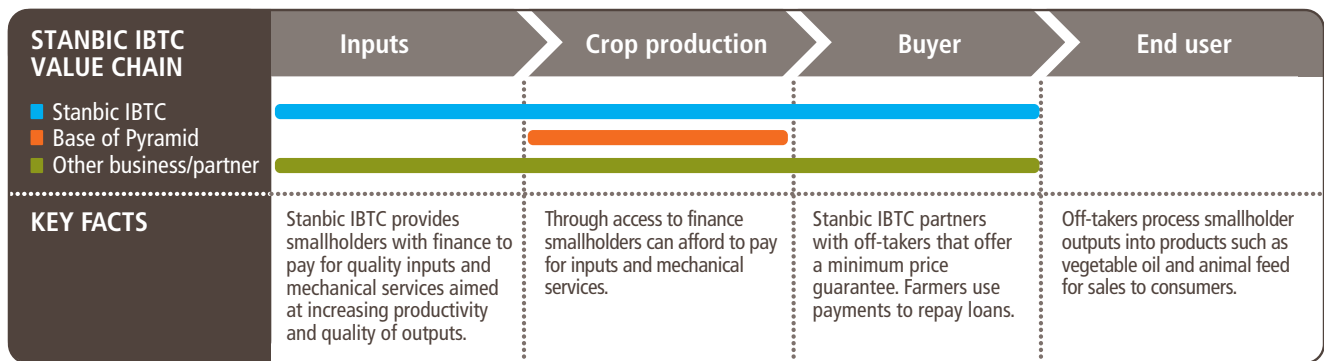 STANBIC IBTC
VALUE CHAIN
Inputs
Crop production
Buyer
End user
Stanbic IBTC
Base of Pyramid
Other business/partner
KEY FACTS
Stanbic IBTC provides
smallholders with finance to
pay for quality inputs and
mechanical services aimed
at increasing productivity
and quality of outputs.
Through access to finance
smallholders can afford to pay
for inputs and mechanical
services.
Stanbic IBTC partners
with off-takers that offer
a minimum price
guarantee. Farmers use
payments to repay loans.
Off-takers process smallholder
outputs into products such as
vegetable oil and animal feed
for sales to consumers.